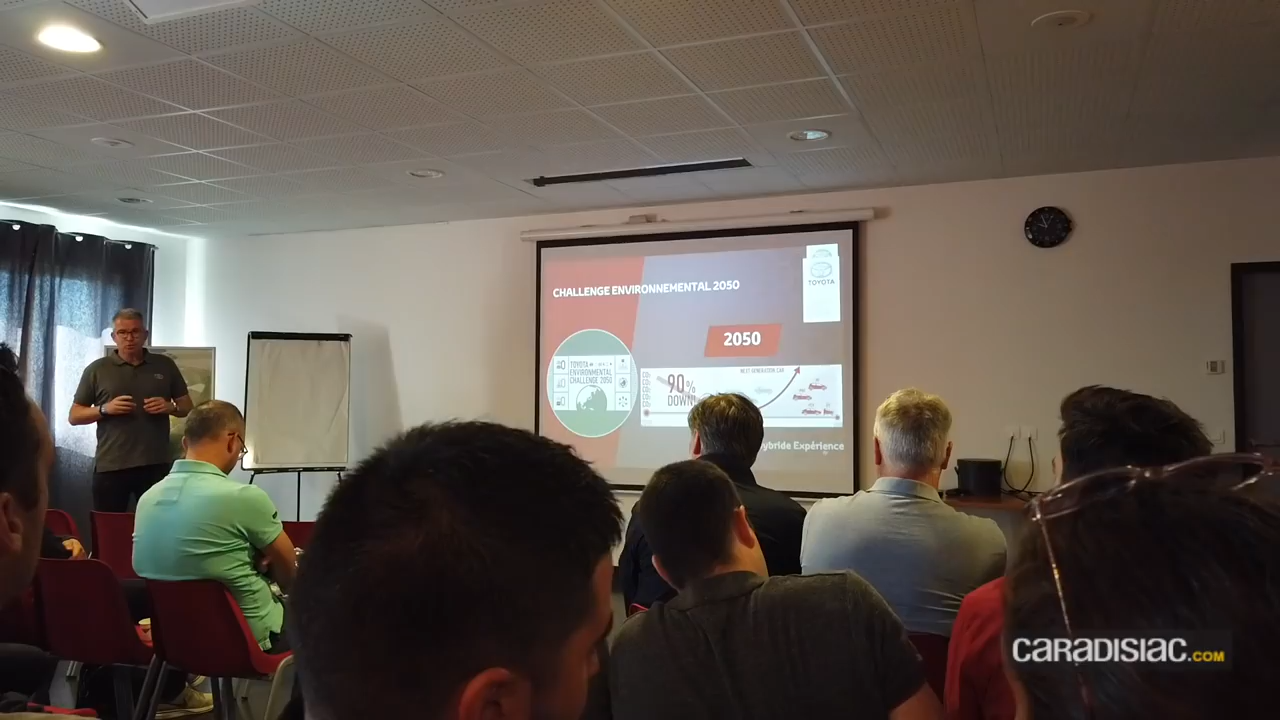 CHALLENGE ENVIRONNEMENTAL 2050
TOYOTA
2050
TOYOTA
ENVIRONMENTAL
CHALLENGE 2050
90%
DOWN!
NEXT GENERATION CAR
Hybride Expérience
CARADISIAC.COM